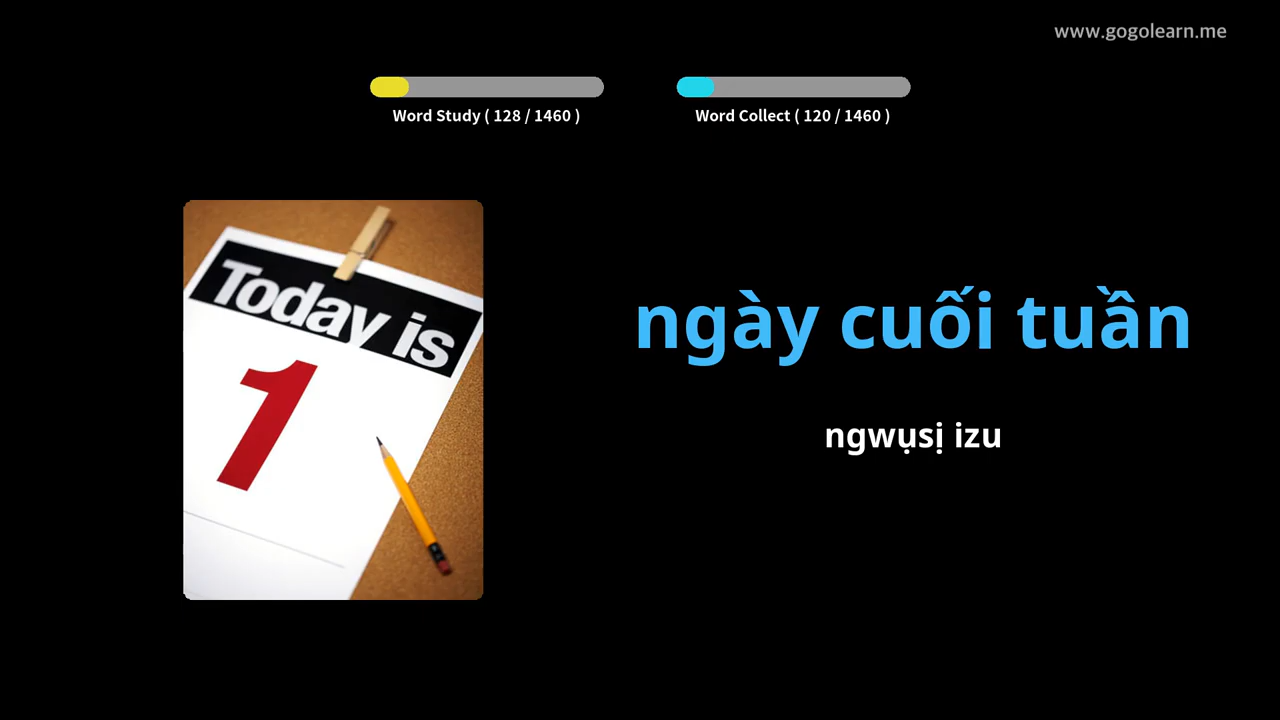 www.gogolearn.me
Word Study ( 128 / 1460 )
Word Collect ( 120 / 1460 )
Today is
1
ngày cuối tuần
ngwụsị izu